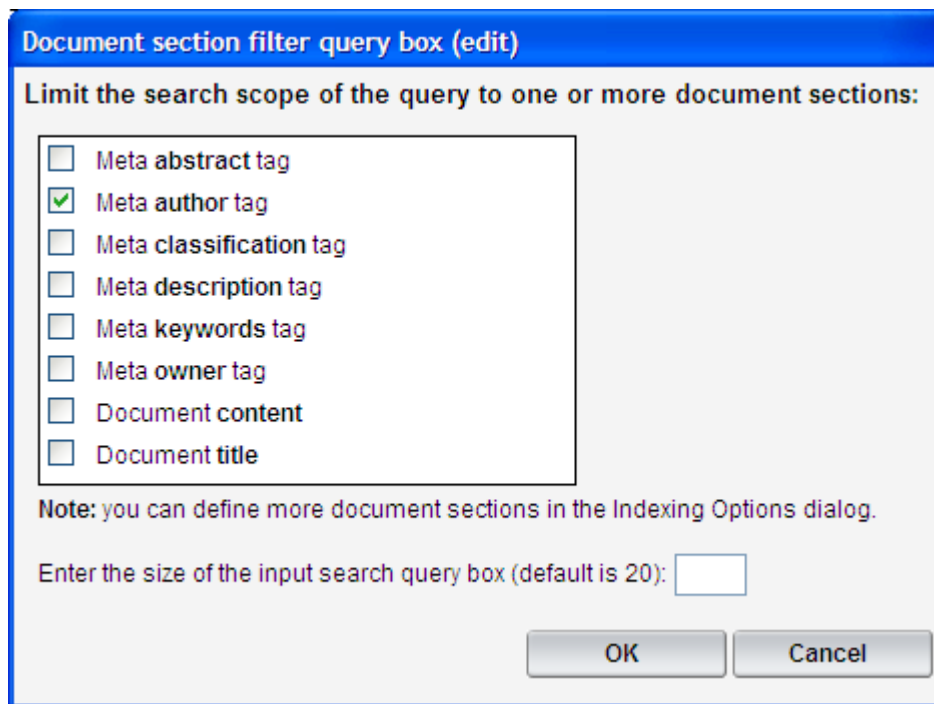 Document section filter query box (edit)
Limit the search scope of the query to one or more document sections:
Meta abstract tag
Meta author tag
Meta classification tag
Meta description tag
Meta keywords tag
Meta owner tag
Document content
Document title
Note: you can define more document sections in the Indexing Options dialog.
Enter the size of the input search query box (default is 20):
OK Cancel